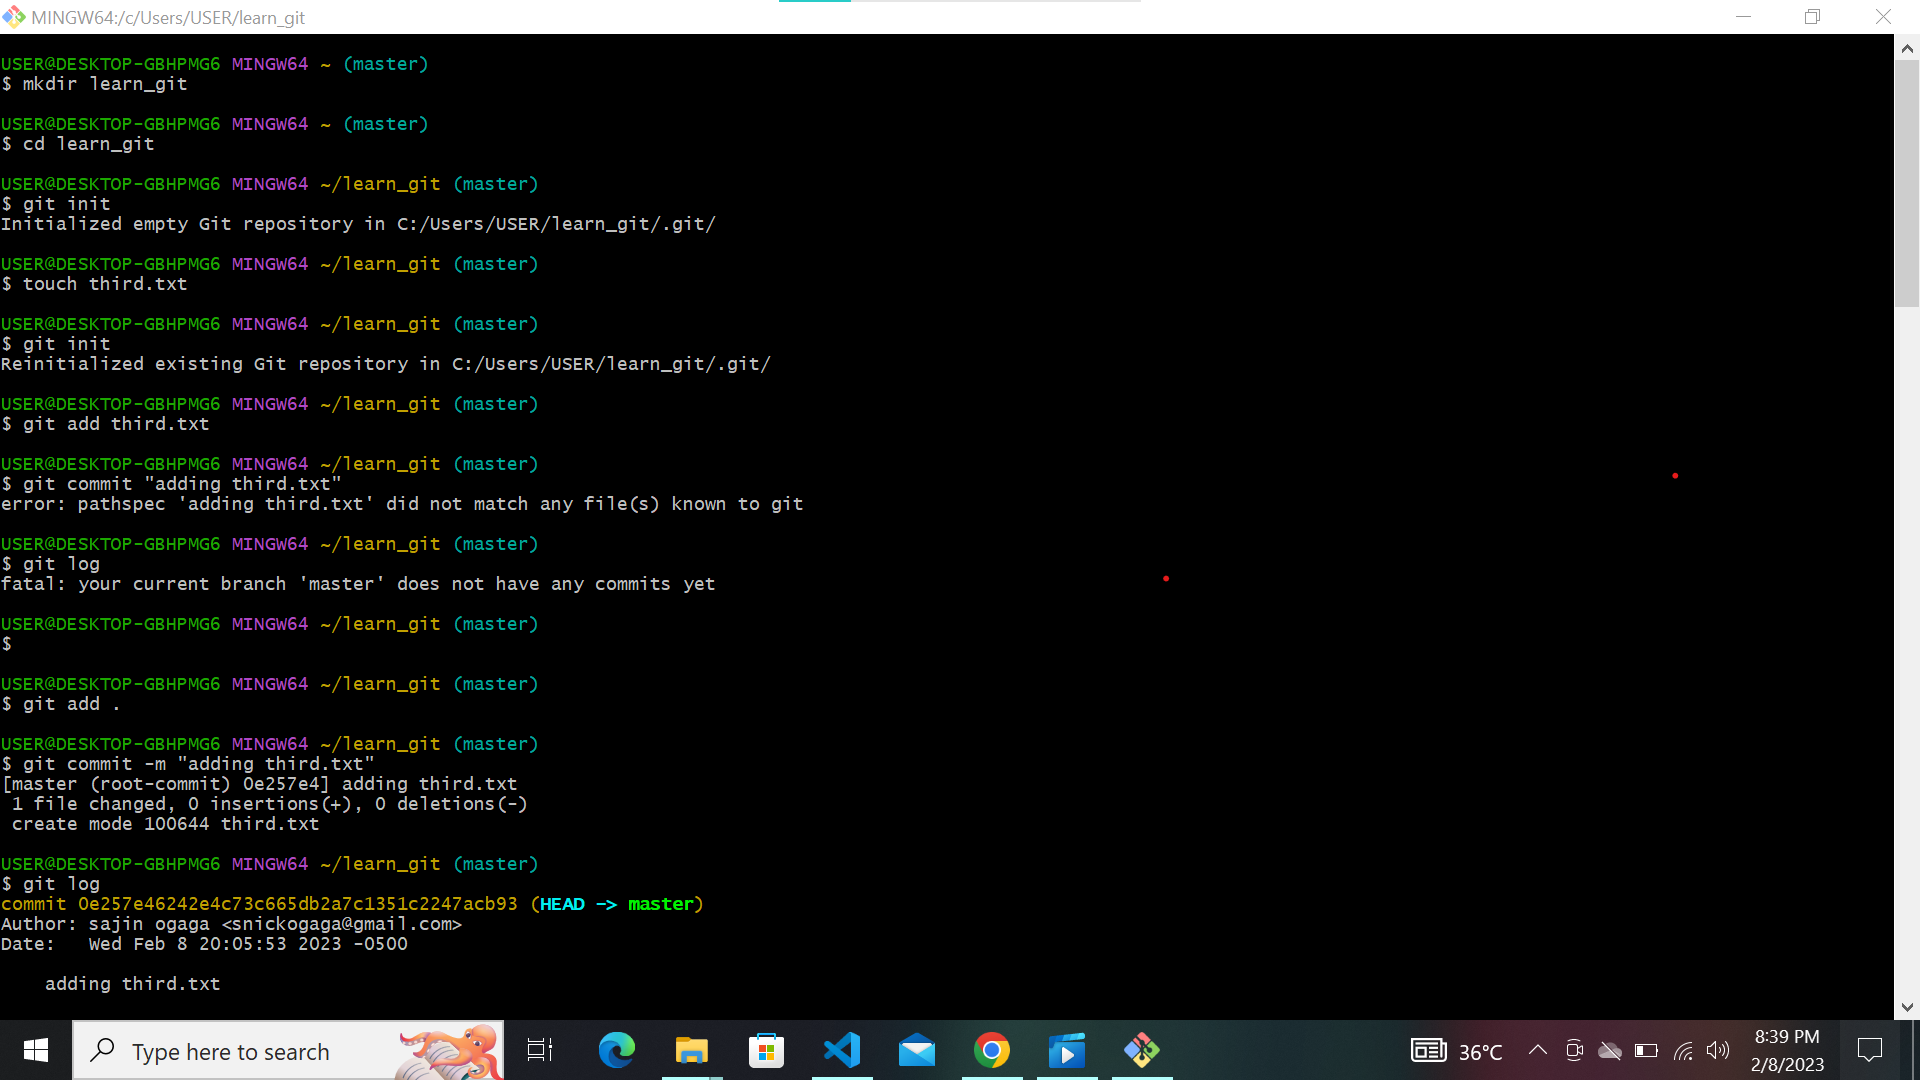 MINGW64:/c/Users/USER/learn_git
USER@DESKTOP-GBHPMG6 MINGW64 ~ (master)
$ mkdir learn_git
USER@DESKTOP-GBHPMG6 MINGW64 ~ (master)
$ cd learn_git
USER@DESKTOP-GBHPMG6 MINGW64 ~/learn_git (master)
$ git init
Initialized empty Git repository in C:/Users/USER/learn_git/.git/
USER@DESKTOP-GBHPMG6 MINGW64 ~/learn_git (master)
$ touch third.txt
USER@DESKTOP-GBHPMG6 MINGW64 ~/learn_git (master)
$ git init
Reinitialized existing Git repository in C:/Users/USER/learn_git/.git/
USER@DESKTOP-GBHPMG6 MINGW64 ~/learn_git (master)
$ git add third.txt
USER@DESKTOP-GBHPMG6 MINGW64 ~/learn_git (master)
$ git commit "adding third.txt"
error: pathspec 'adding third.txt' did not match any file(s) known to git
USER@DESKTOP-GBHPMG6 MINGW64 ~/learn_git (master)
$ git log
fatal: your current branch 'master' does not have any commits yet
USER@DESKTOP-GBHPMG6 MINGW64 ~/learn_git (master)
$
USER@DESKTOP-GBHPMG6 MINGW64 ~/learn_git (master)
$ git add .
USER@DESKTOP-GBHPMG6 MINGW64 ~/learn_git (master)
$ git commit -m "adding third.txt"
[master (root-commit) 0e257e4] adding third.txt
1 file changed, 0 insertions(+), 0 deletions(-)
create mode 100644 third.txt
USER@DESKTOP-GBHPMG6 MINGW64 ~/learn_git (master)
$ git log
commit 0e257e46242e4c73c665db2a7c1351c2247acb93 (HEAD -> master)
Author: sajin ogaga <snickogaga@gmail.com>
Date:   Wed Feb 8 20:05:53 2023 -0500
adding third.txt
Type here to search
36°C
8:39 PM
2/8/2023